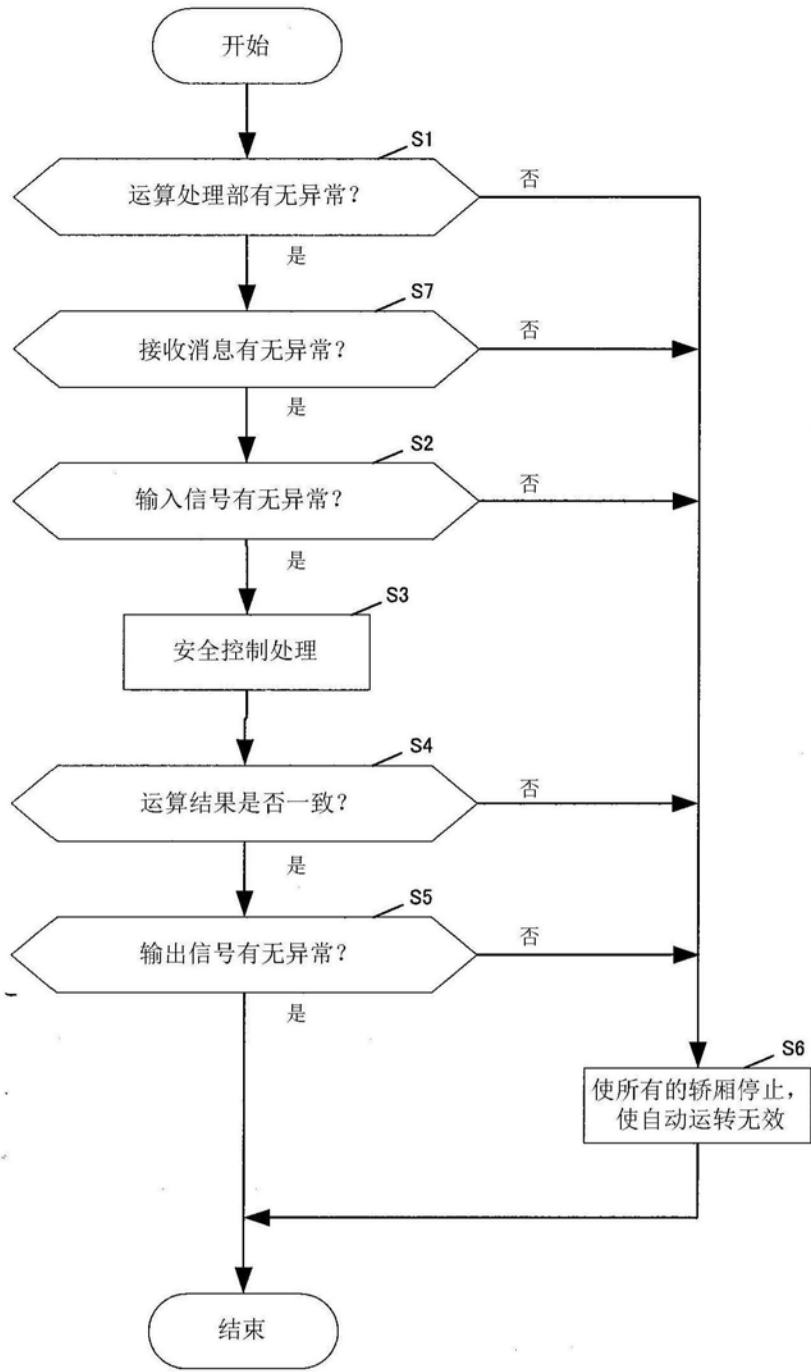 开始
S1
运算处理部有无异常？
否
是
S7
接收消息有无异常？
否
是
S2
输入信号有无异常？
否
是
S3
安全控制处理
S4
运算结果是否一致？
否
是
S5
输出信号有无异常？
否
是
S6
使所有的轿厢停止，
使自动运转无效
结束